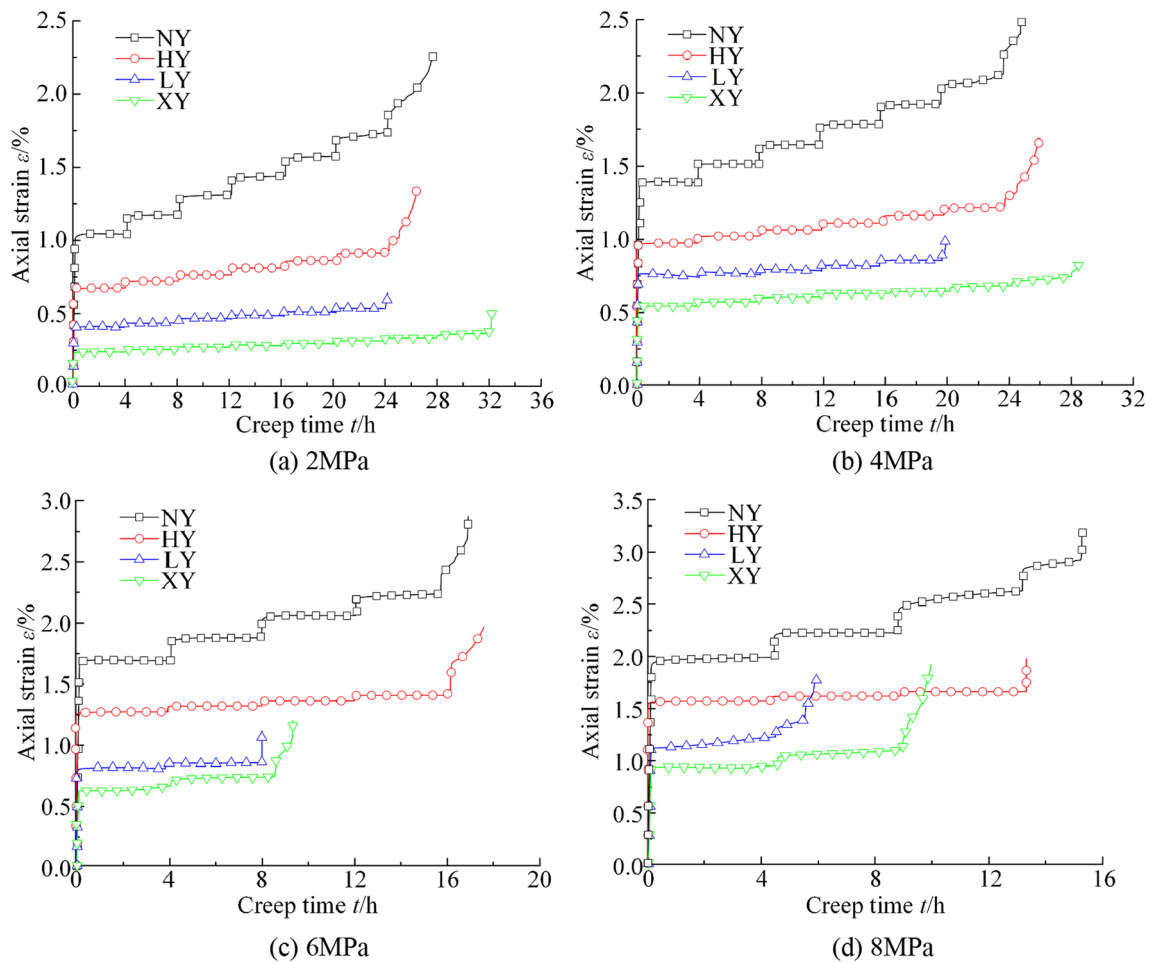 2.5
2.0
1.5
1.0
0.5
0.0
Axial strain ε/%
NY
HY
LY
XY
0 4 8 12 16 20 24 28 32 36
Creep time t/h
(a) 2MPa
2.5
2.0
1.5
1.0
0.5
0.0
Axial strain ε/%
NY
HY
LY
XY
0 4 8 12 16 20 24 28 32
Creep time t/h
(b) 4MPa
3.0
2.5
2.0
1.5
1.0
0.5
0.0
Axial strain ε/%
NY
HY
LY
XY
0 4 8 12 16 20
Creep time t/h
(c) 6MPa
3.5
3.0
2.5
2.0
1.5
1.0
0.5
0.0
Axial strain ε/%
NY
HY
LY
XY
0 4 8 12 16
Creep time t/h
(d) 8MPa